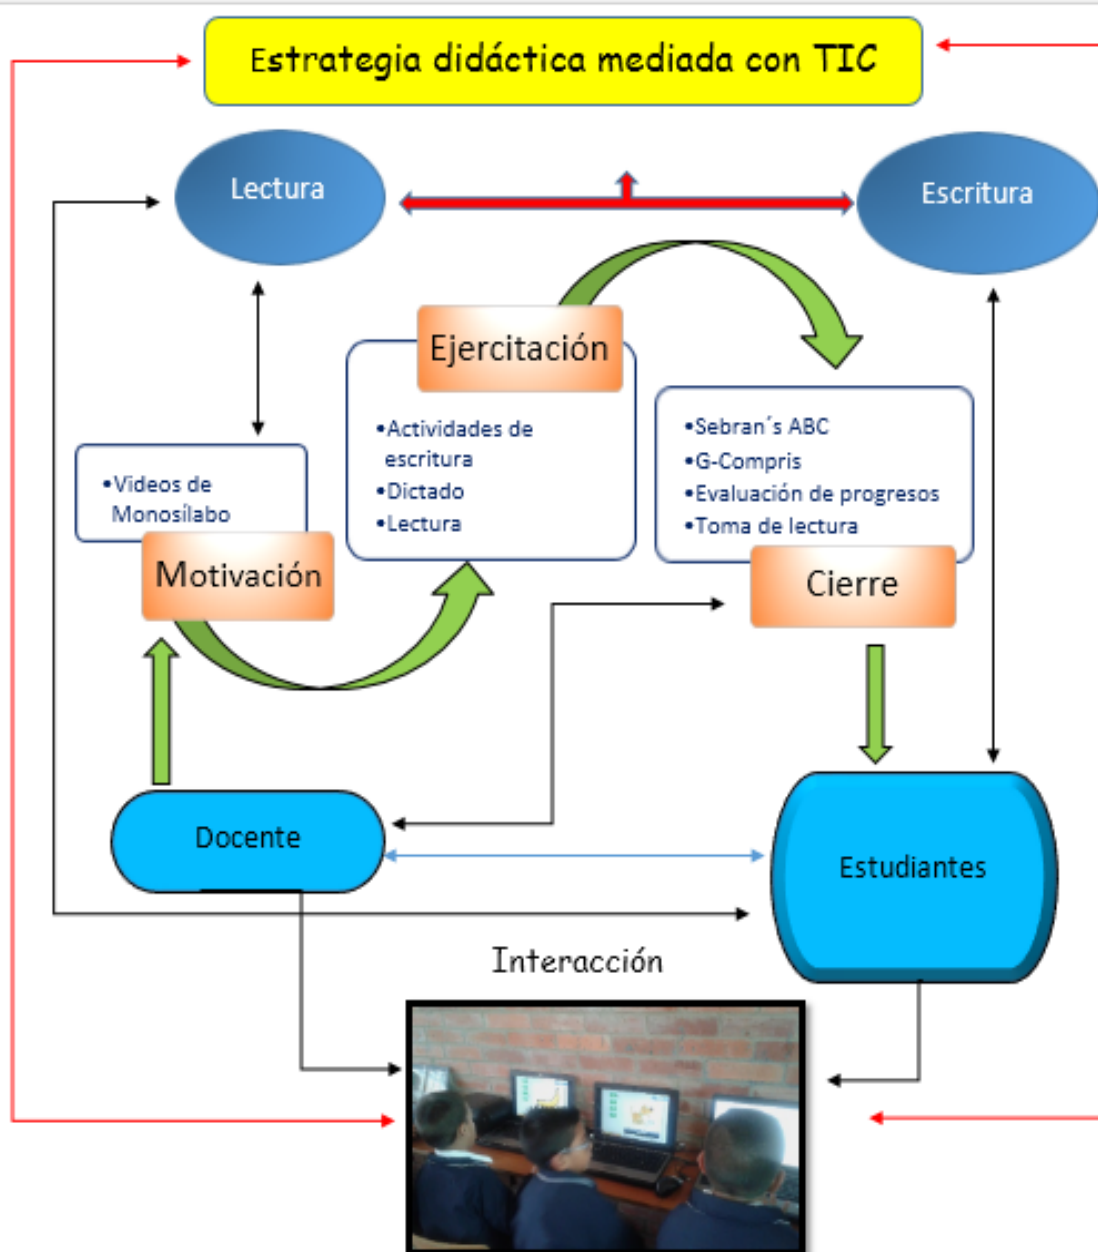 Estrategia didáctica mediada con TIC
Lectura
Escritura
Ejercitación
•Actividades de
escritura
•Dictado
•Lectura
•Sebran´s ABC
•G-Compris
•Evaluación de progresos
•Toma de lectura
•Videos de
Monosílabo
Motivación
Cierre
Docente
Estudiantes
Interacción